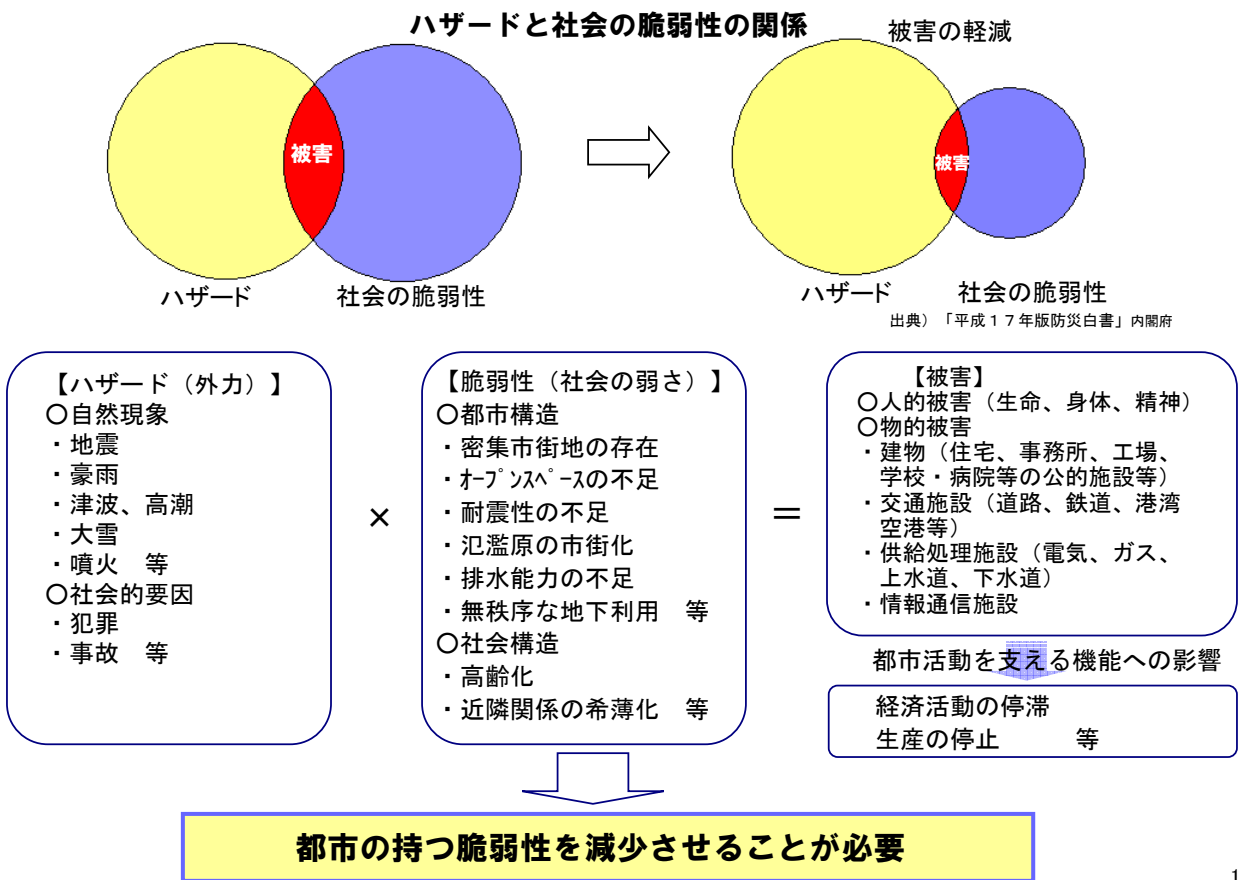 ハザードと社会の脆弱性の関係
被害の軽減
被害
被害
ハザード
社会の脆弱性
ハザード
社会の脆弱性
出典）「平成１７年版防災白書」内閣府
【ハザード（外力）】
○自然現象
・地震
・豪雨
・津波、高潮
・大雪
・噴火　等
○社会的要因
・犯罪
・事故　等
×
【脆弱性（社会の弱さ）】
○都市構造
・密集市街地の存在
・ｵｰﾌﾟﾝｽﾍﾟｰｽの不足
・耐震性の不足
・氾濫原の市街化
・排水能力の不足
・無秩序な地下利用　等
○社会構造
・高齢化
・近隣関係の希薄化　等
＝
【被害】
○人的被害（生命、身体、精神）
○物的被害
・建物（住宅、事務所、工場、
学校・病院等の公的施設等）
・交通施設（道路、鉄道、港湾
空港等）
・供給処理施設（電気、ガス、
上水道、下水道）
・情報通信施設
都市活動を支える機能への影響
経済活動の停滞
生産の停止　　　等
都市の持つ脆弱性を減少させることが必要
1